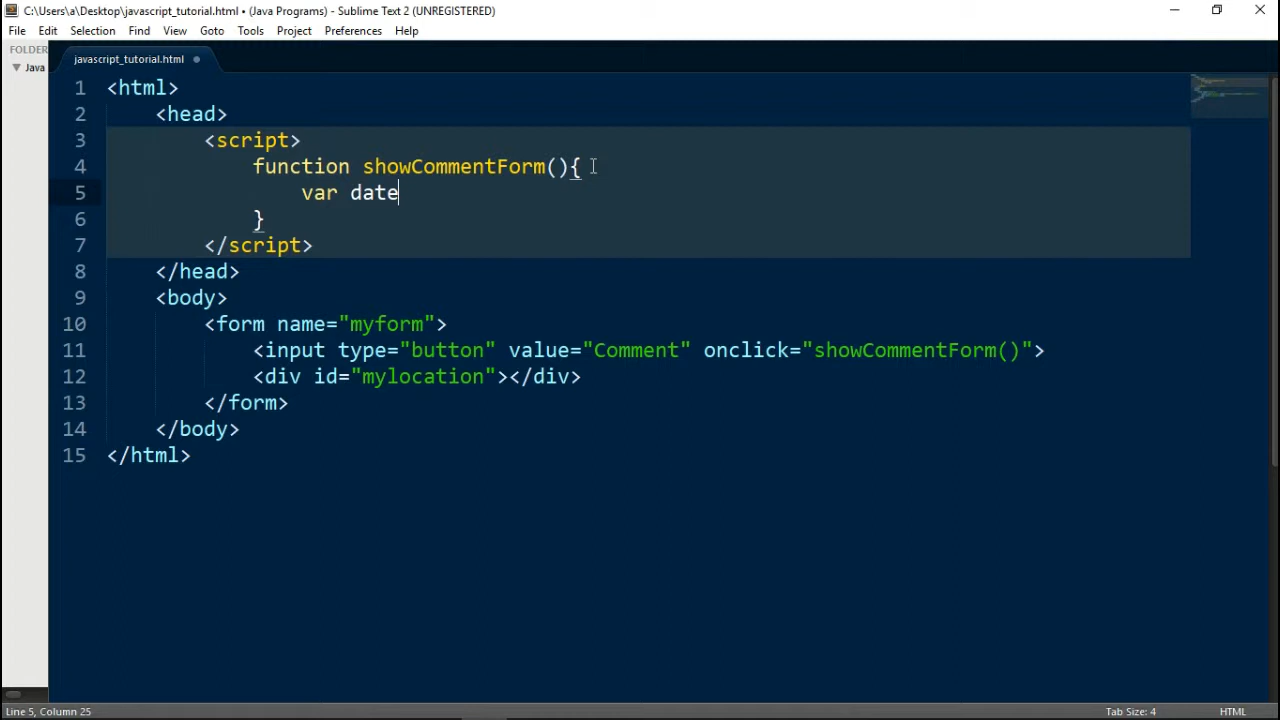 C:\Users\a\Desktop\javascript_tutorial.html • (Java Programs) - Sublime Text 2 (UNREGISTERED)
File Edit Selection Find View Goto Tools Project Preferences Help
FOLDER
Java
javascript_tutorial.html
1 <html>
2 <head>
3 <script>
4 function showCommentForm(){
5 var date
6 }
7 </script>
8 </head>
9 <body>
10 <form name="myform">
11 <input type="button" value="Comment" onclick="showCommentForm()">
12 <div id="mylocation"></div>
13 </form>
14 </body>
15 </html>
Line 5, Column 25 Tab Size: 4 HTML